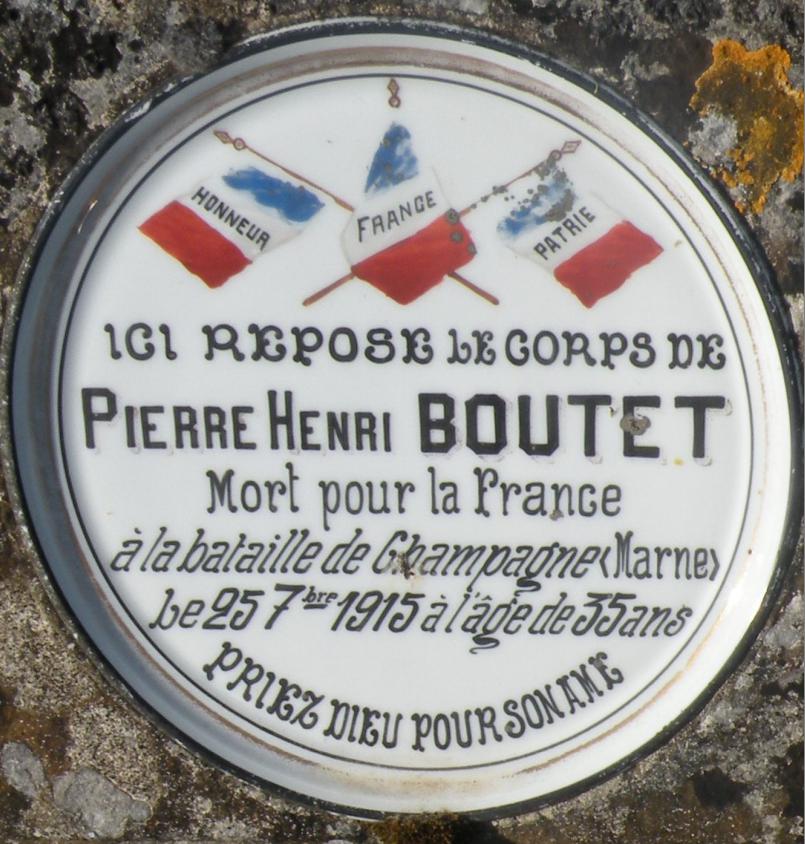 HONNEUR
FRANCE
PATRIE
ICI REPOSE LE CORPS DE
PIERRE HENRI BOUTET
Mort pour la France
à la bataille de Champagne (Marne)
Le 25 7bre 1915 à l'âge de 35 ans
PRIEZ DIEU POUR SON AME